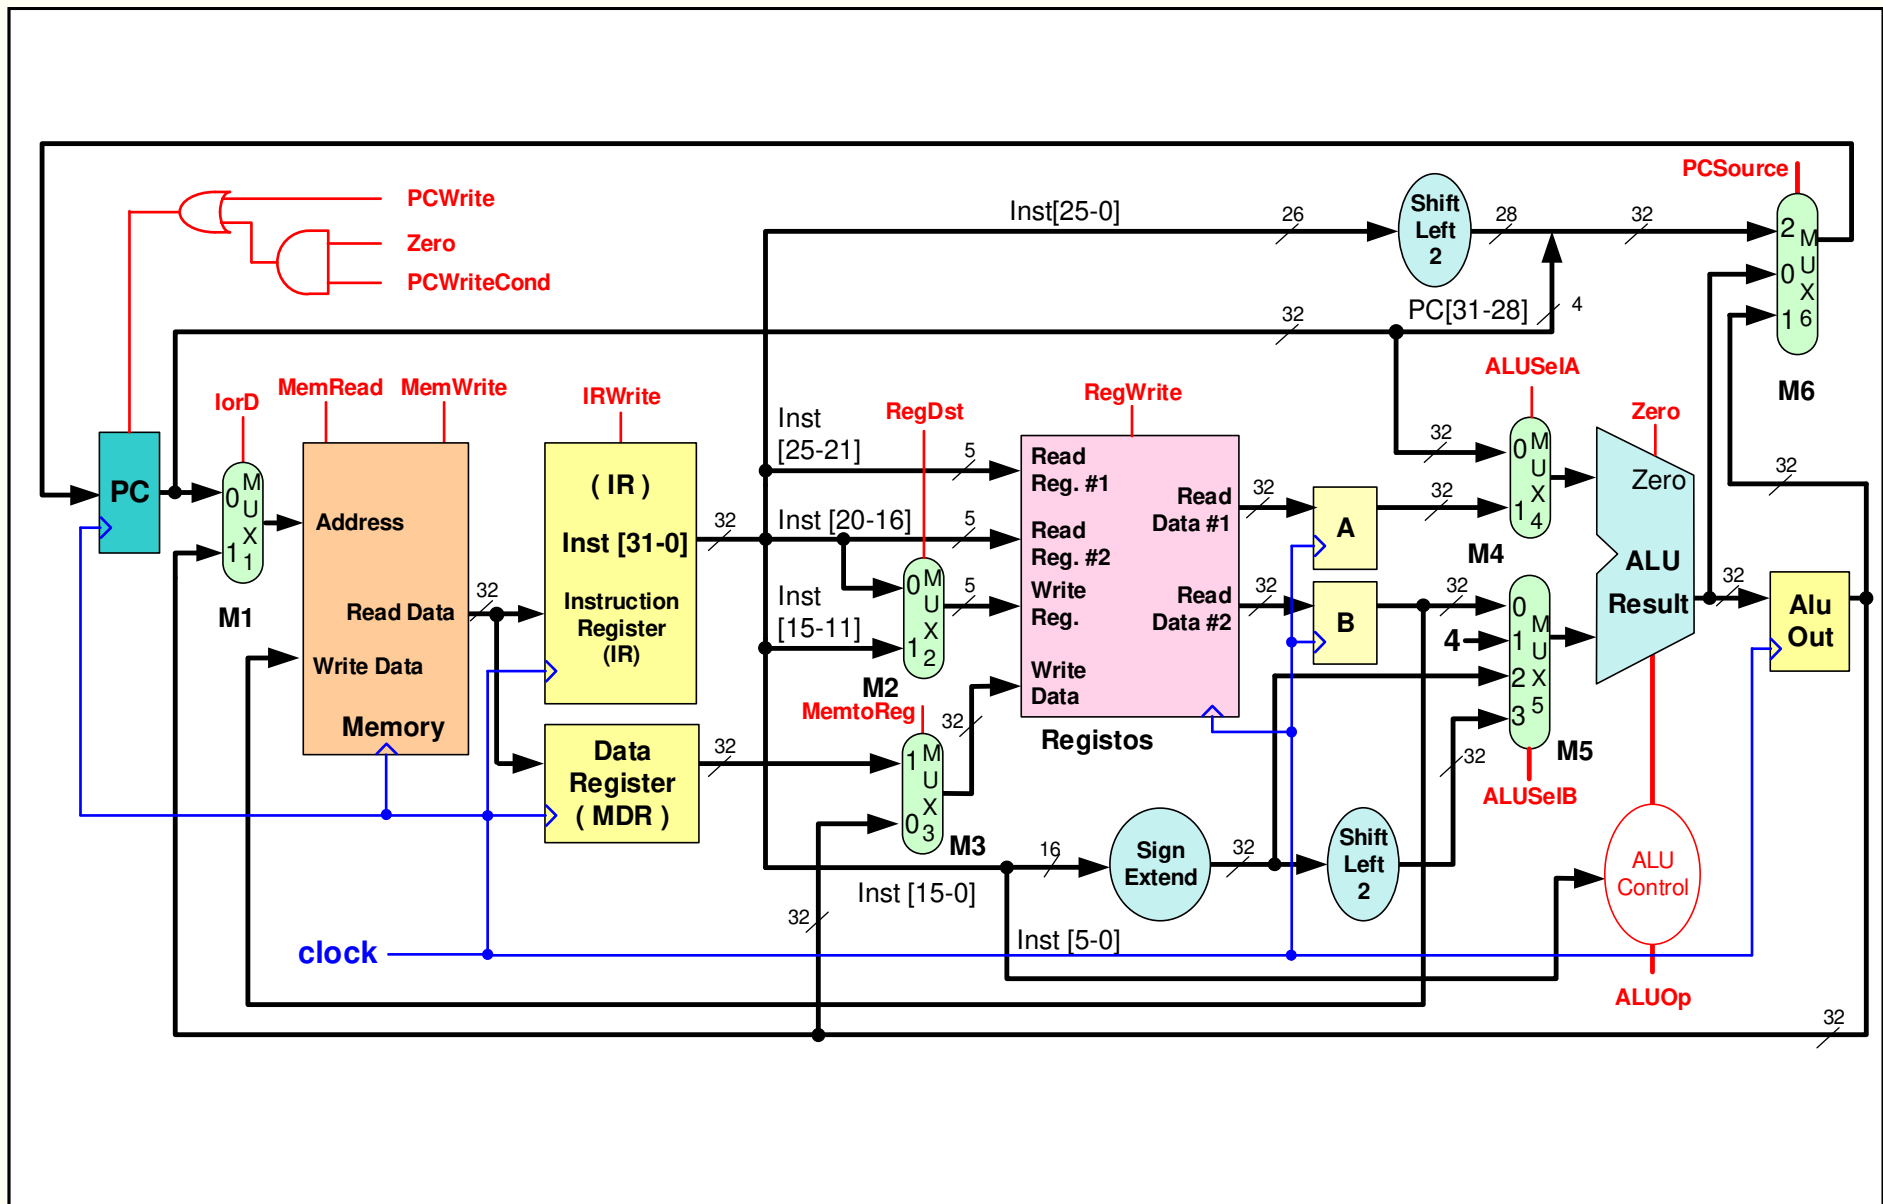 PCSource
PCWrite
Zero
PCWriteCond
Inst[25-0]
26
Shift
Left
2
28
32
2
0
1
M
U
X
6
M6
PC[31-28]
4
32
IorD
MemRead
MemWrite
IRWrite
RegDst
RegWrite
ALUSelA
Zero
PC
0
1
M
U
X
1
M1
Address
Read Data
Write Data
Memory
32
( IR )
Inst [31-0]
Instruction
Register
(IR)
32
Data
Register
( MDR )
32
Inst
[25-21]
5
Inst [20-16]
5
Inst
[15-11]
0
1
M
U
X
2
M2
5
MemtoReg
1
0
M
U
X
3
M3
32
32
Read
Reg. #1
Read
Reg. #2
Write
Reg.
Write
Data
Read
Data #1
Read
Data #2
Registos
32
32
A
B
32
32
32
0
1
M
U
X
4
M4
4
0
1
2
3
M
U
X
5
M5
ALUSelB
32
Zero
ALU
Result
32
Alu
Out
32
Inst [15-0]
16
Sign
Extend
32
Shift
Left
2
ALU
Control
ALUOp
Inst [5-0]
clock
32